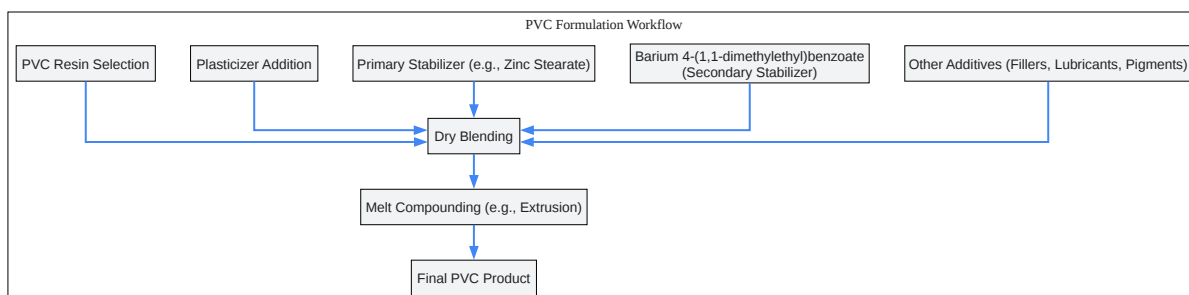 PVC Formulation Workflow
PVC Resin Selection
Plasticizer Addition
Primary Stabilizer (e.g., Zinc Stearate)
Barium 4-(1,1-dimethylethyl)benzoate
(Secondary Stabilizer)
Other Additives (Fillers, Lubricants, Pigments)
Dry Blending
Melt Compounding (e.g., Extrusion)
Final PVC Product